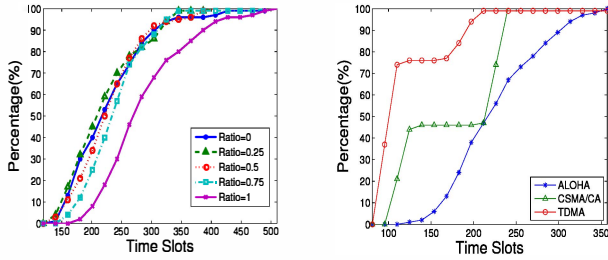 100
90
80
70
60
50
40
30
20
10
0
Percentage(%)
150 200 250 300 350 400 450 500
Time Slots
Ratio=0
Ratio=0.25
Ratio=0.5
Ratio=0.75
Ratio=1
100
90
80
70
60
50
40
30
20
10
0
Percentage(%)
100 150 200 250 300 350
Time Slots
ALOHA
CSMA/CA
TDMA